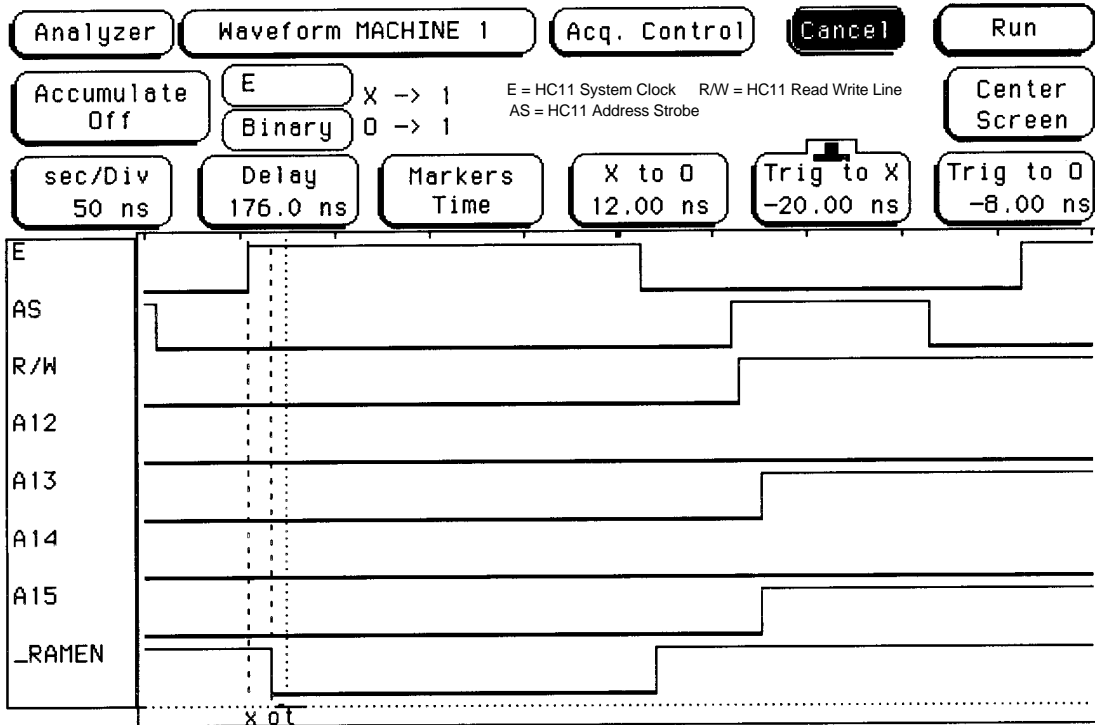 Analyzer Waveform MACHINE 1 Acq. Control Cancel Run
Accumulate Off
E
Binary
X -> 1
O -> 1
E = HC11 System Clock R/W = HC11 Read Write Line
AS = HC11 Address Strobe
Center Screen
sec/Div
50 ns
Delay
176.0 ns
Markers
Time
X to O
12.00 ns
Trig to X
-20.00 ns
Trig to O
-8.00 ns
E
AS
R/W
A12
A13
A14
A15
_RAMEN
x o t